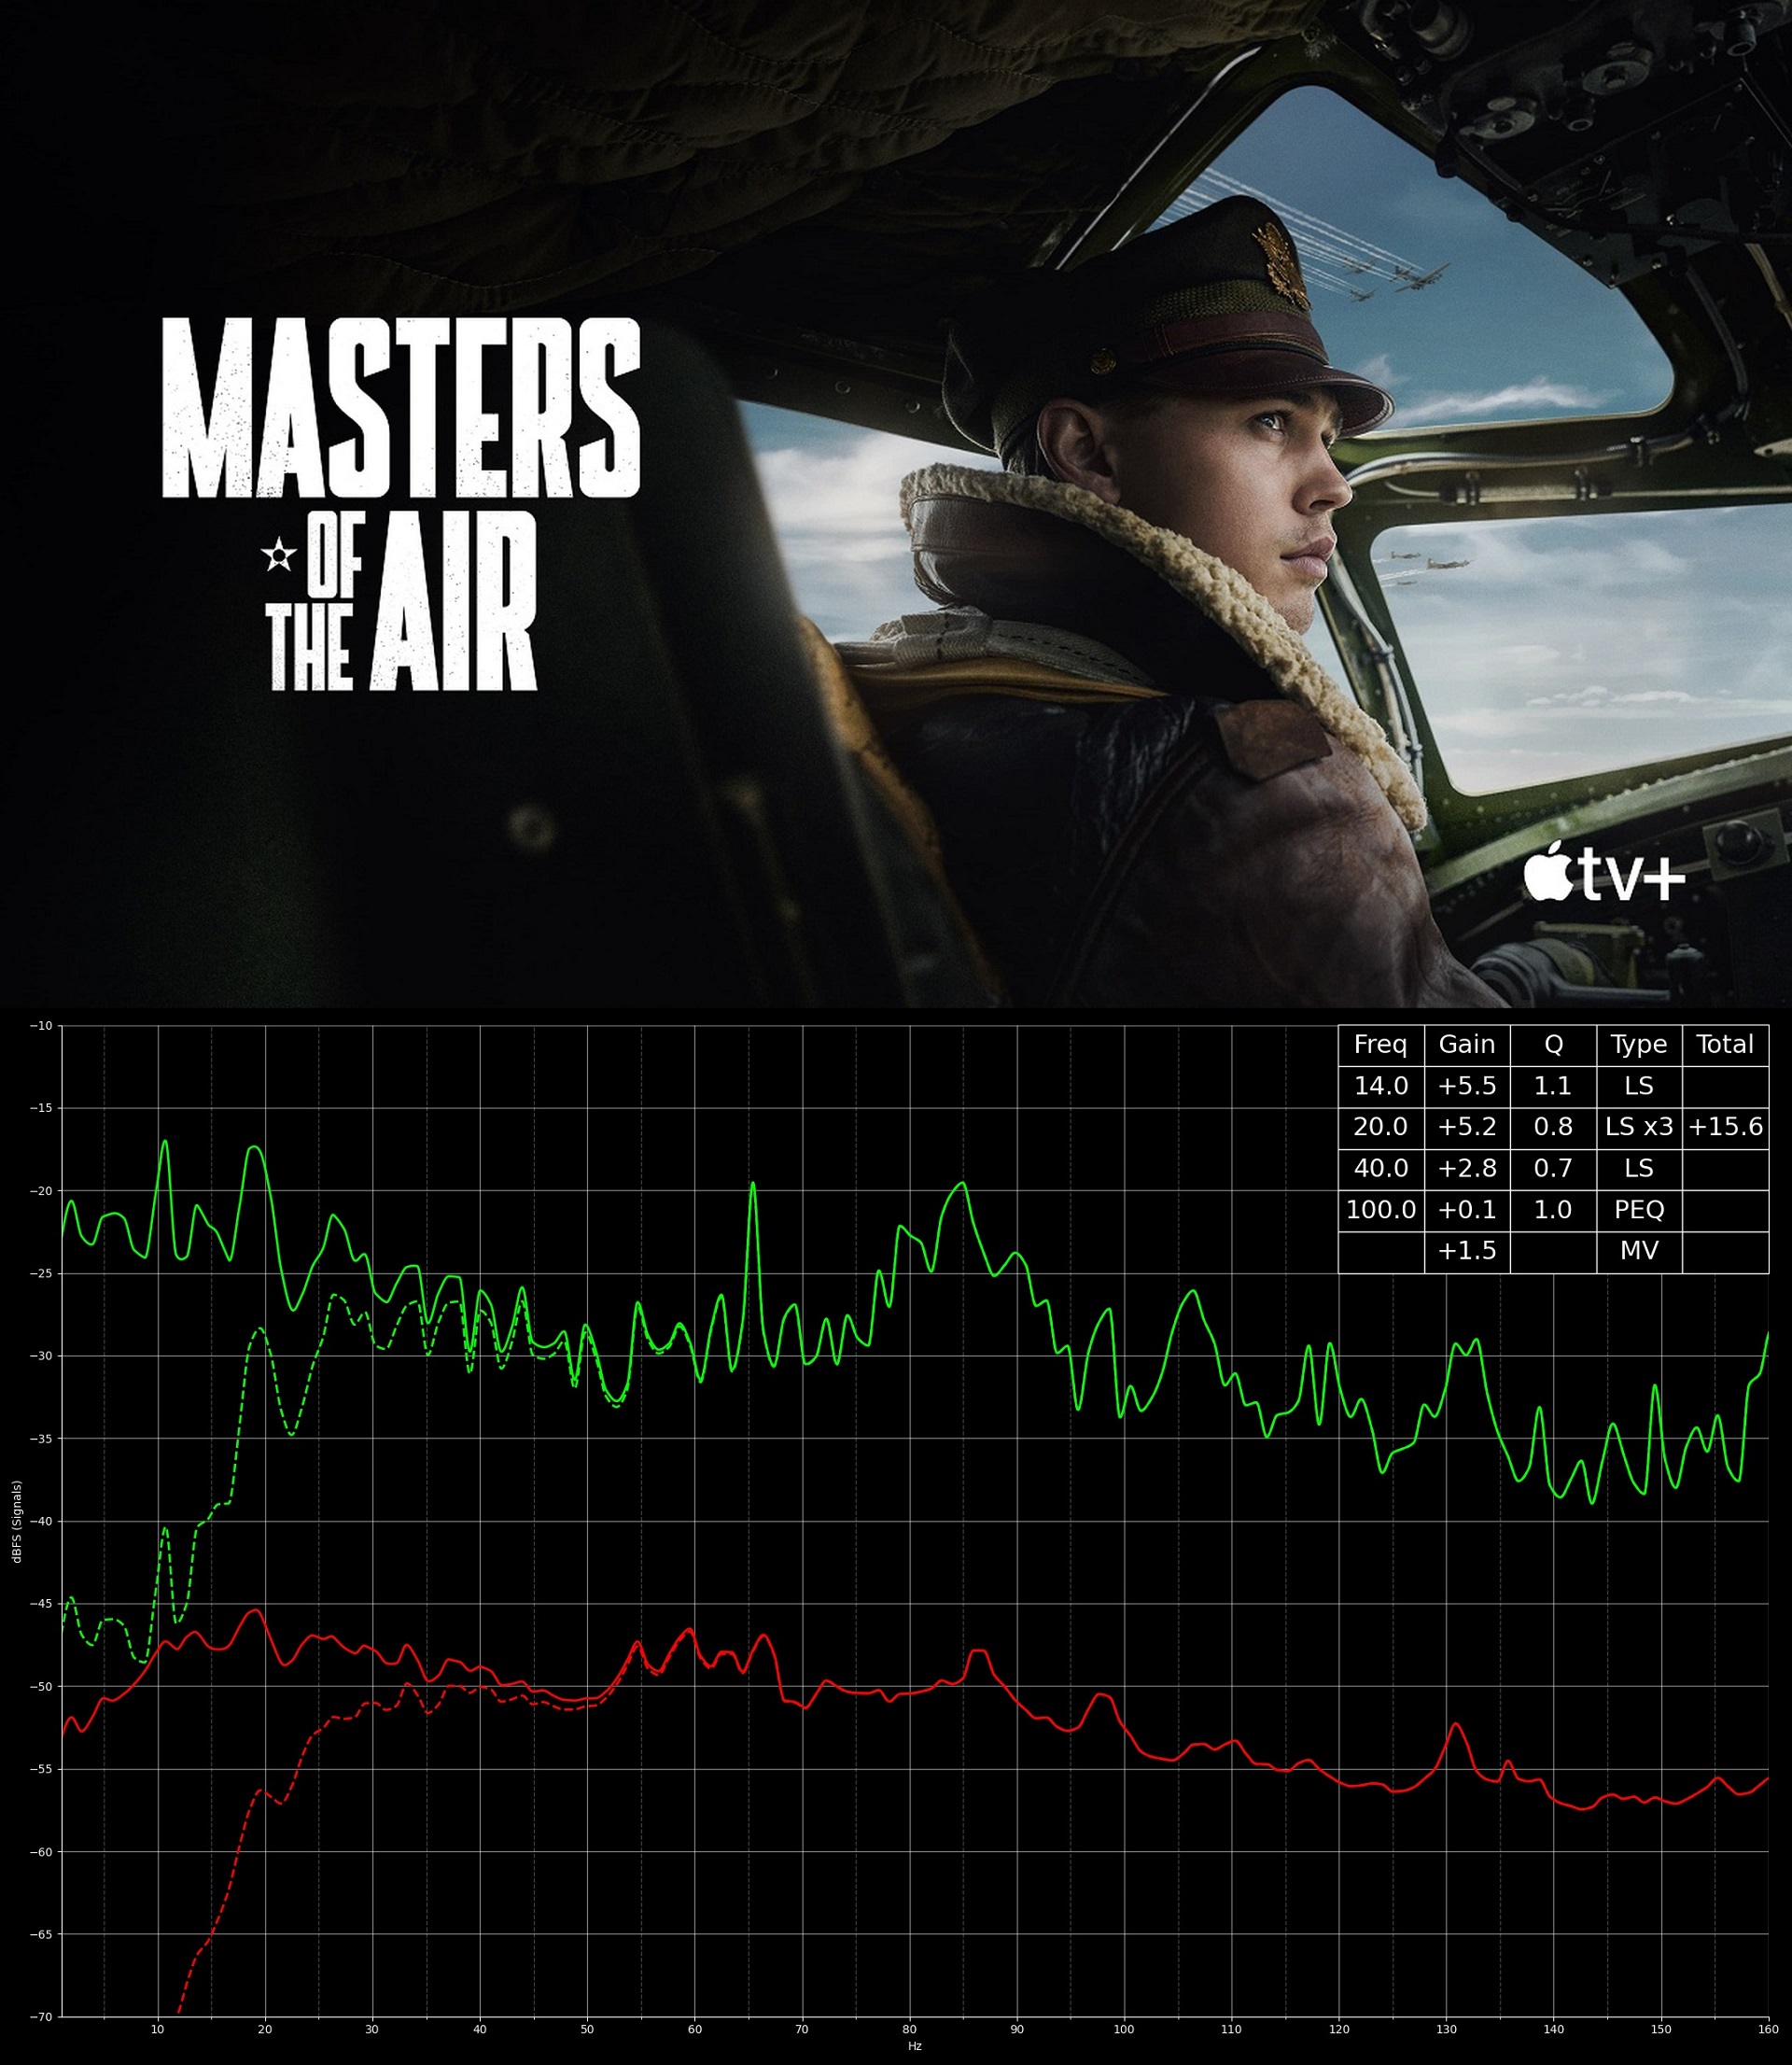 MASTERS
OF
THE AIR
tv+
Freq Gain Q Type Total
14.0 +5.5 1.1 LS
20.0 +5.2 0.8 LS x3 +15.6
40.0 +2.8 0.7 LS
100.0 +0.1 1.0 PEQ
+1.5 MV
−10
−15
−20
−25
−30
−35
−40
−45
−50
−55
−60
−65
−70
dBFS (Signals)
10 20 30 40 50 60 70 80 90 100 110 120 130 140 150 160
Hz